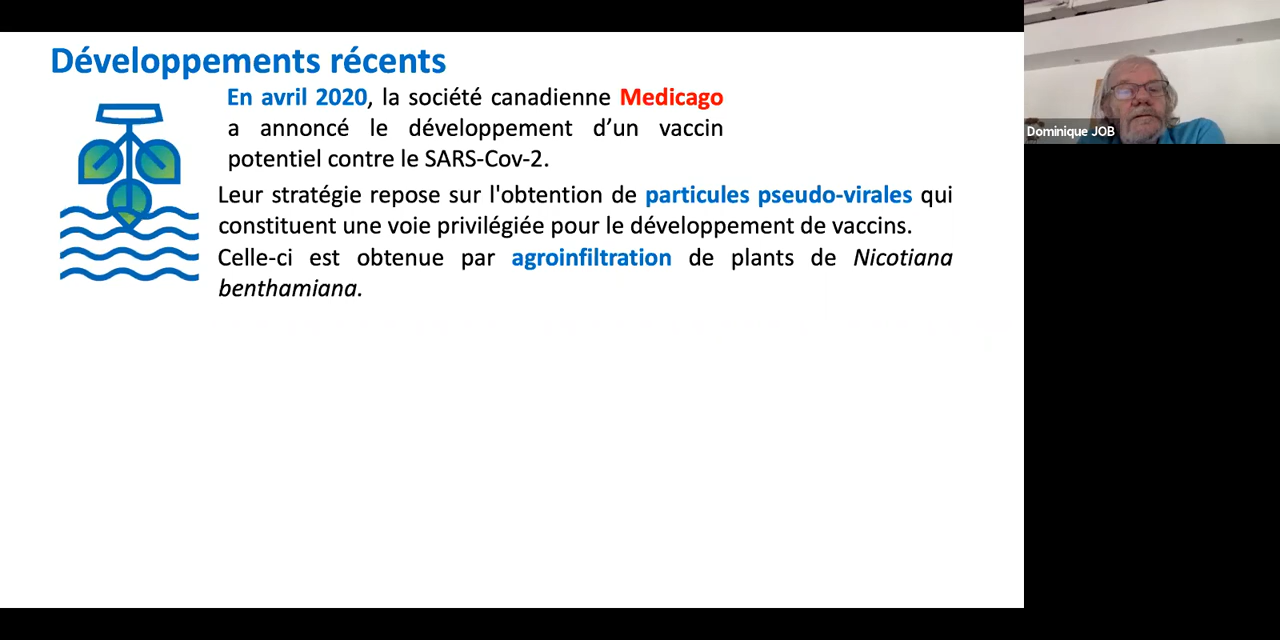 Développements récents
En avril 2020, la société canadienne Medicago
a annoncé le développement d’un vaccin
potentiel contre le SARS-Cov-2.
Leur stratégie repose sur l'obtention de particules pseudo-virales qui
constituent une voie privilégiée pour le développement de vaccins.
Celle-ci est obtenue par agroinfiltration de plants de Nicotiana
benthamiana.
Dominique JOB